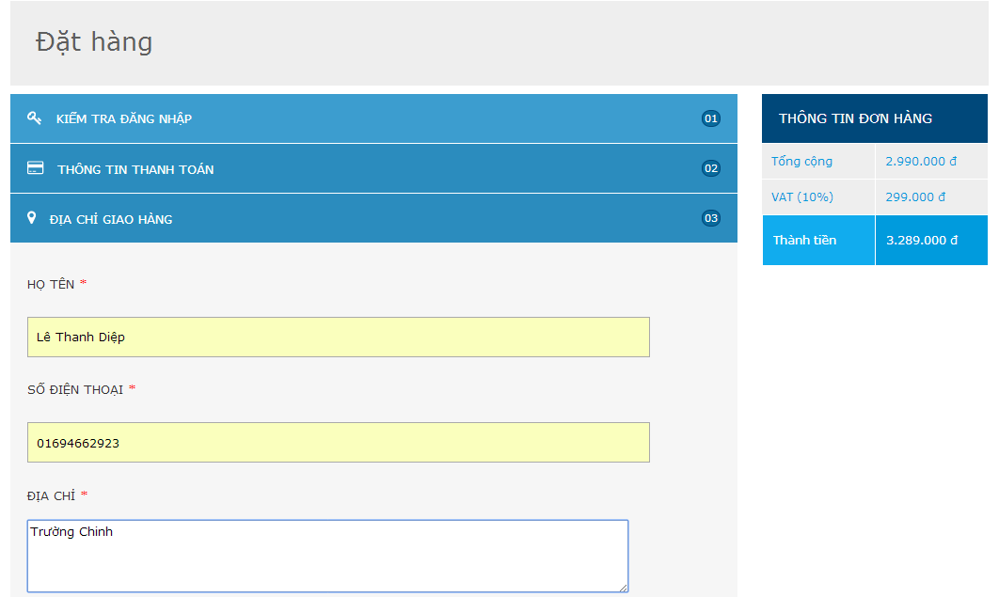 Đặt hàng
KIỂM TRA ĐĂNG NHẬP 01
THÔNG TIN THANH TOÁN 02
ĐỊA CHỈ GIAO HÀNG 03
HỌ TÊN *
Lê Thanh Diệp
SỐ ĐIỆN THOẠI *
01694662923
ĐỊA CHỈ *
Trường Chinh
THÔNG TIN ĐƠN HÀNG
Tổng cộng 2.990.000 đ
VAT (10%) 299.000 đ
Thành tiền 3.289.000 đ